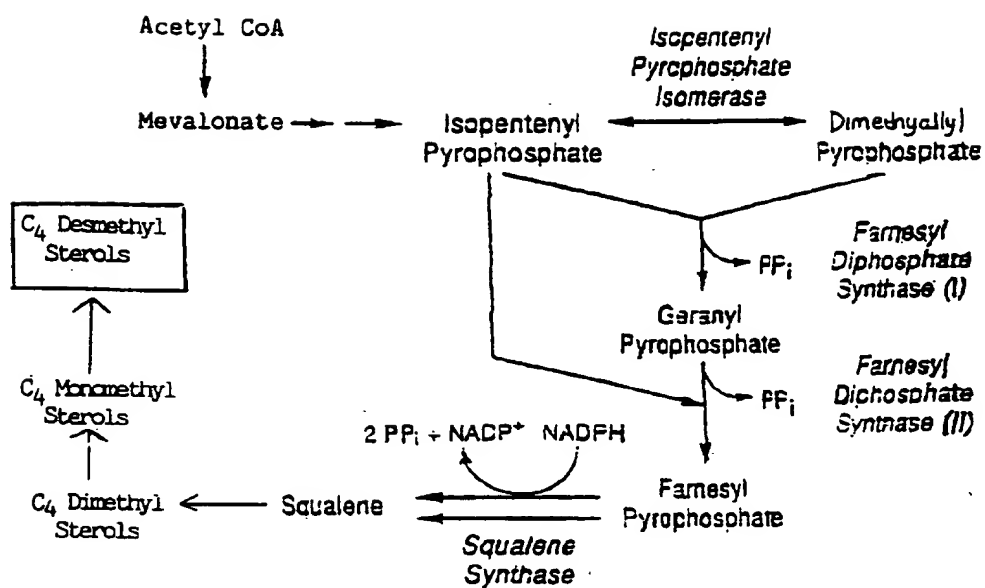 Acetyl CoA
Isopentenyl
Pyrophosphate
Isomerase
Mevalonate
Isopentenyl
Pyrophosphate
Dimethyallyl
Pyrophosphate
C4 Desmethyl
Sterols
PPi
Farnesyl
Diphosphate
Synthase (I)
Geranyl
Pyrophosphate
C4 Monomethyl
Sterols
PPi
Farnesyl
Diphosphate
Synthase (II)
2 PPi + NADP+ NADPH
C4 Dimethyl
Sterols
Squalene
Farnesyl
Pyrophosphate
Squalene
Synthase